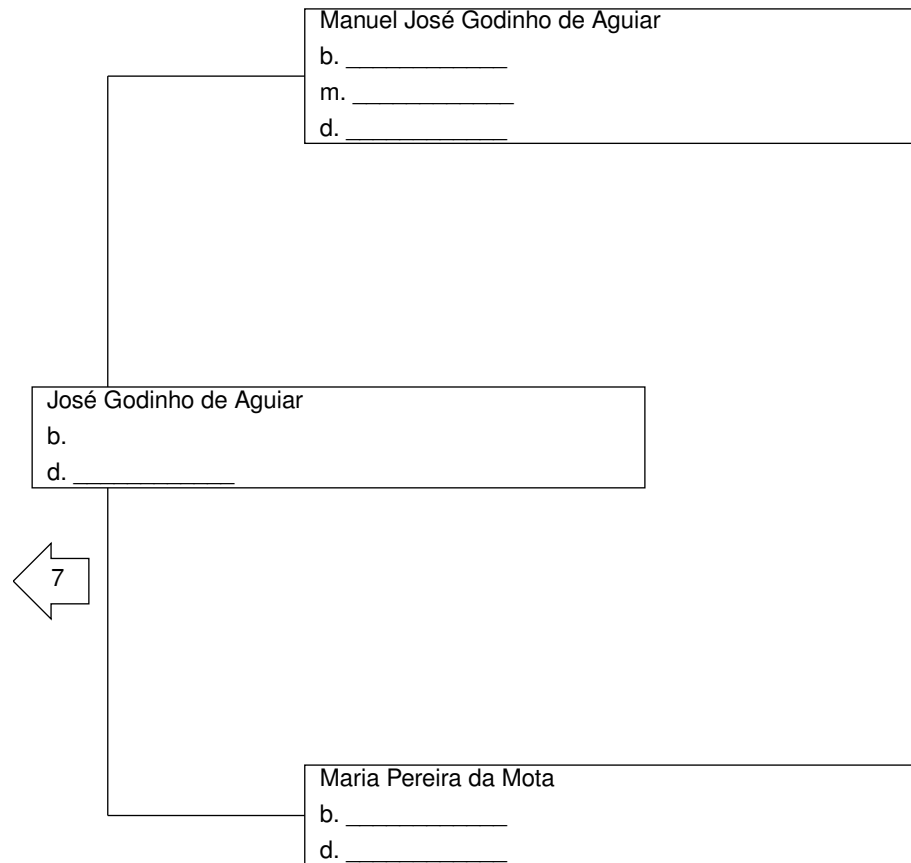 Manuel José Godinho de Aguiar
b. ____________
m. ____________
d. ____________
José Godinho de Aguiar
b.
d. ____________
7
Maria Pereira da Mota
b. ____________
d. ____________